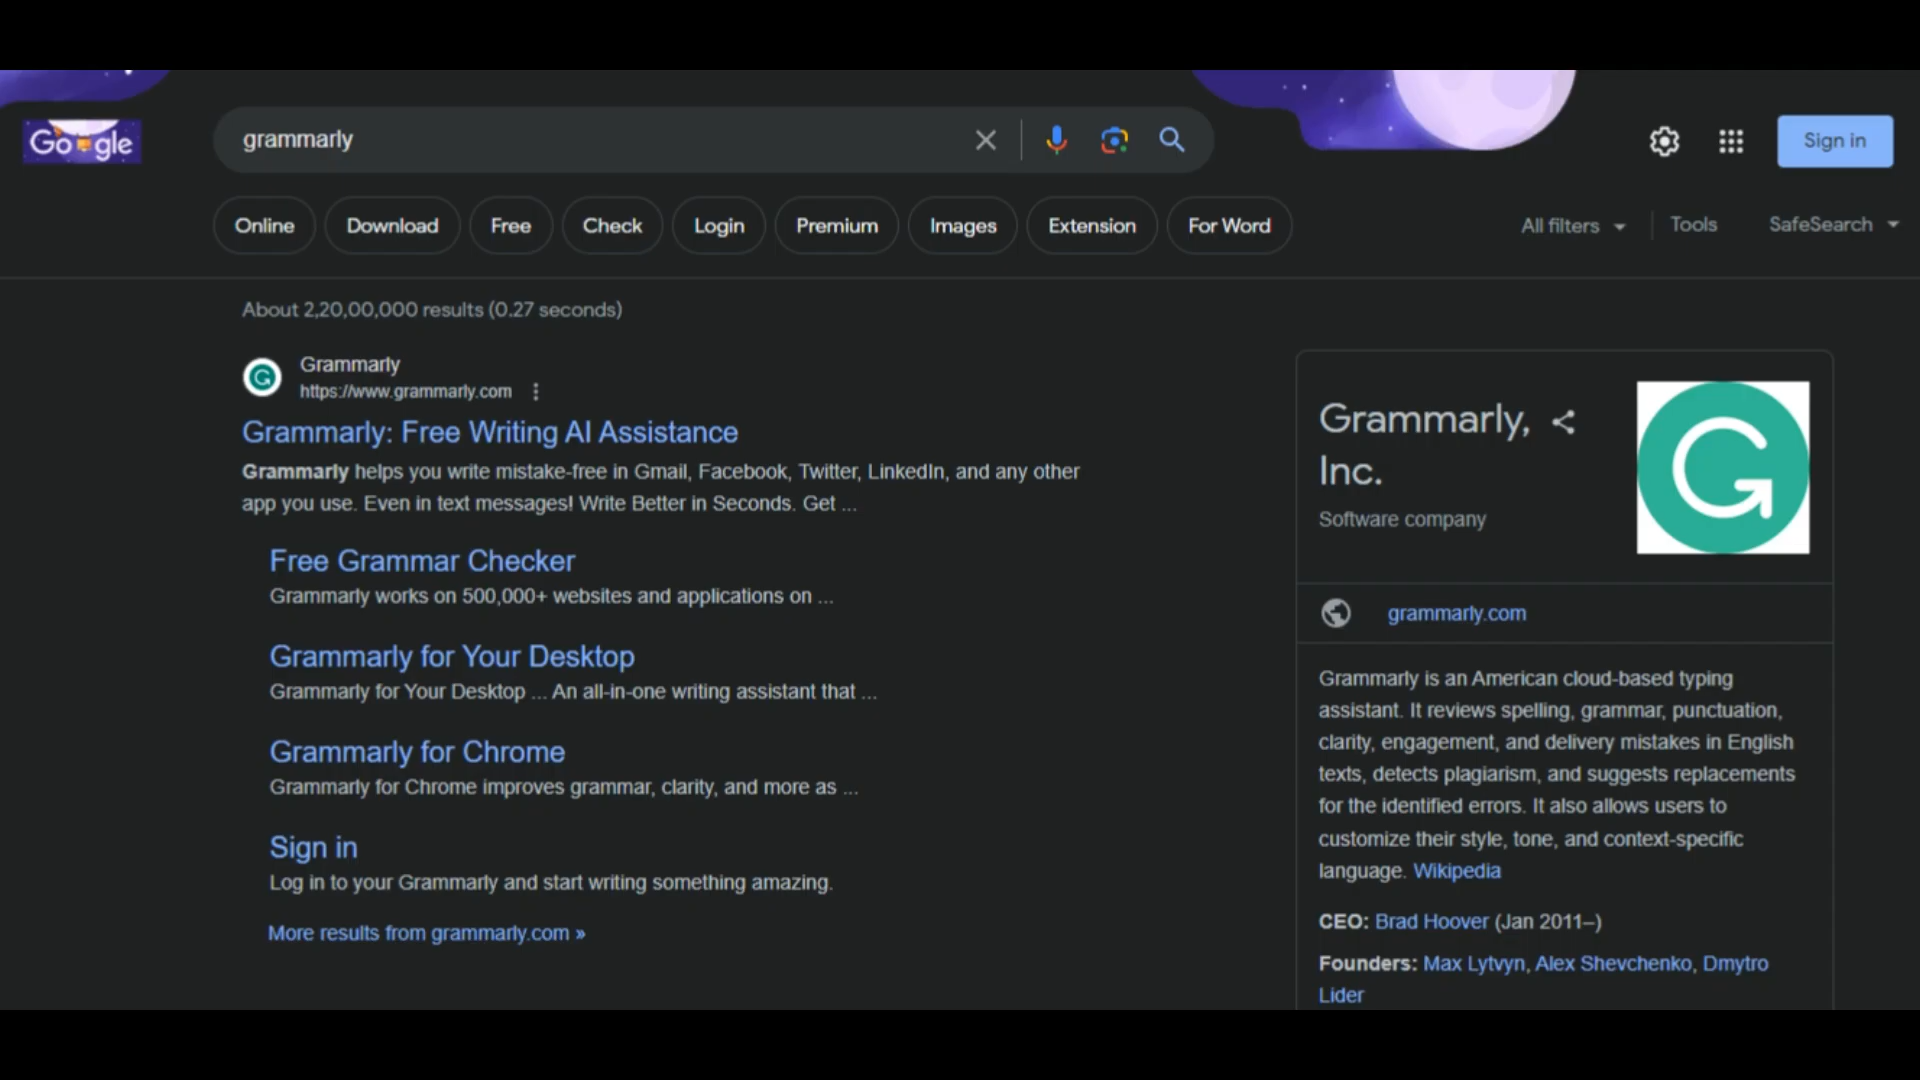 Google
grammarly
Sign in
Online
Download
Free
Check
Login
Premium
Images
Extension
For Word
All filters
Tools
SafeSearch
About 2,20,00,000 results (0.27 seconds)
Grammarly
https://www.grammarly.com
Grammarly: Free Writing AI Assistance
Grammarly helps you write mistake-free in Gmail, Facebook, Twitter, LinkedIn, and any other
app you use. Even in text messages! Write Better in Seconds. Get ...
Free Grammar Checker
Grammarly works on 500,000+ websites and applications on ...
Grammarly for Your Desktop
Grammarly for Your Desktop ... An all-in-one writing assistant that ...
Grammarly for Chrome
Grammarly for Chrome improves grammar, clarity, and more as ...
Sign in
Log in to your Grammarly and start writing something amazing.
More results from grammarly.com »
Grammarly,
Inc.
Software company
grammarly.com
Grammarly is an American cloud-based typing
assistant. It reviews spelling, grammar, punctuation,
clarity, engagement, and delivery mistakes in English
texts, detects plagiarism, and suggests replacements
for the identified errors. It also allows users to
customize their style, tone, and context-specific
language. Wikipedia
CEO: Brad Hoover (Jan 2011–)
Founders: Max Lytvyn, Alex Shevchenko, Dmytro
Lider